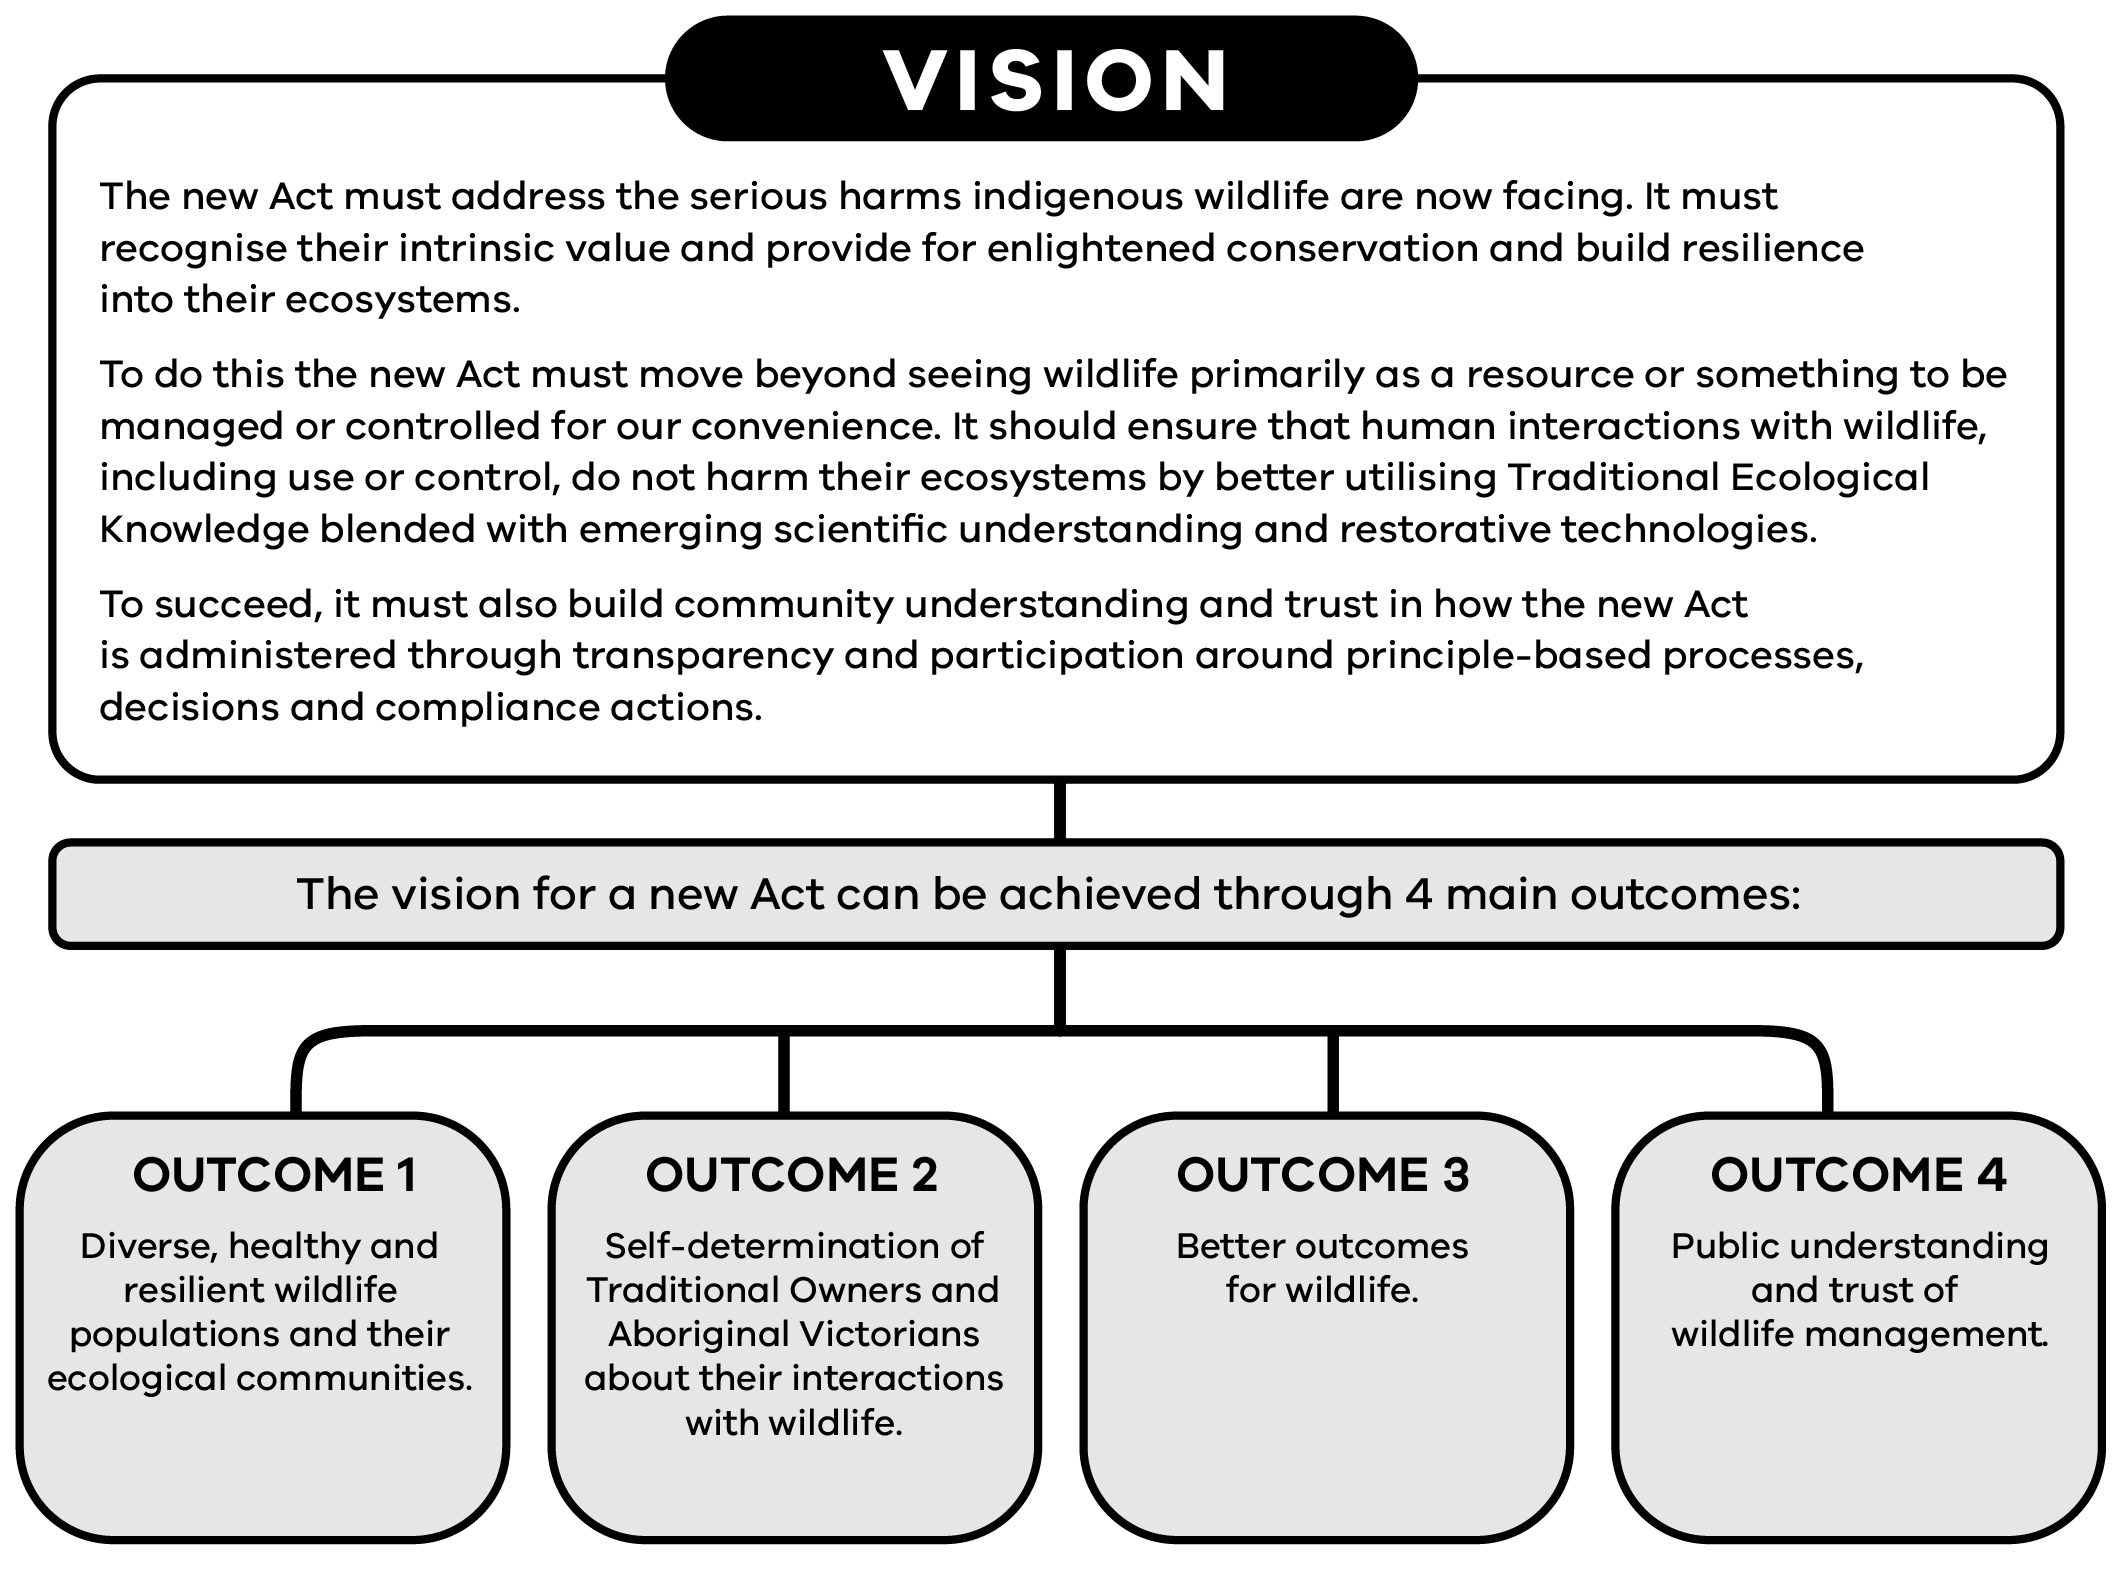 VISION
The new Act must address the serious harms indigenous wildlife are now facing. It must
recognise their intrinsic value and provide for enlightened conservation and build resilience
into their ecosystems.
To do this the new Act must move beyond seeing wildlife primarily as a resource or something to be
managed or controlled for our convenience. It should ensure that human interactions with wildlife,
including use or control, do not harm their ecosystems by better utilising Traditional Ecological
Knowledge blended with emerging scientific understanding and restorative technologies.
To succeed, it must also build community understanding and trust in how the new Act
is administered through transparency and participation around principle-based processes,
decisions and compliance actions.
The vision for a new Act can be achieved through 4 main outcomes:
OUTCOME 1
Diverse, healthy and
resilient wildlife
populations and their
ecological communities.
OUTCOME 2
Self-determination of
Traditional Owners and
Aboriginal Victorians
about their interactions
with wildlife.
OUTCOME 3
Better outcomes
for wildlife.
OUTCOME 4
Public understanding
and trust of
wildlife management.